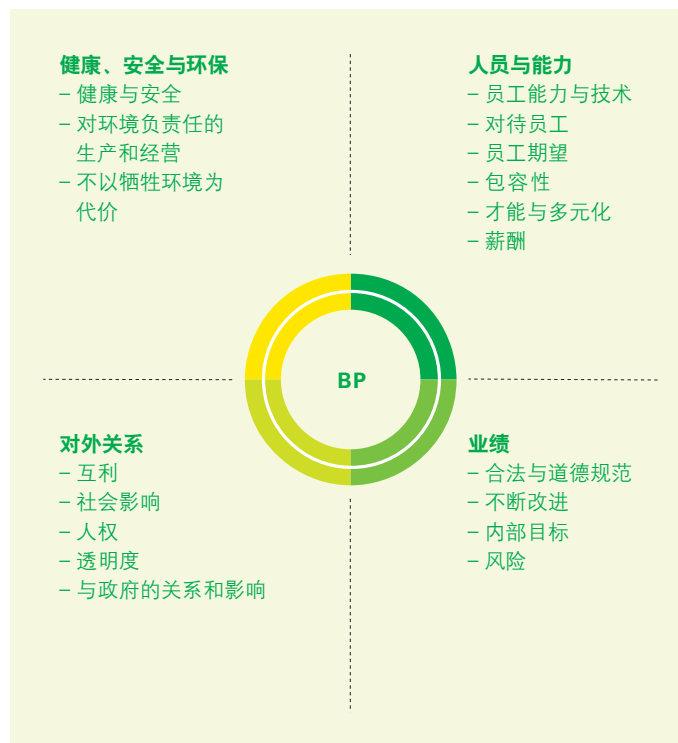 健康、安全与环保
– 健康与安全
– 对环境负责任的
生产和经营
– 不以牺牲环境为
代价
人员与能力
– 员工能力与技术
– 对待员工
– 员工期望
– 包容性
– 才能与多元化
– 薪酬
BP
对外关系
– 互利
– 社会影响
– 人权
– 透明度
– 与政府的关系和影响
业绩
– 合法与道德规范
– 不断改进
– 内部目标
– 风险